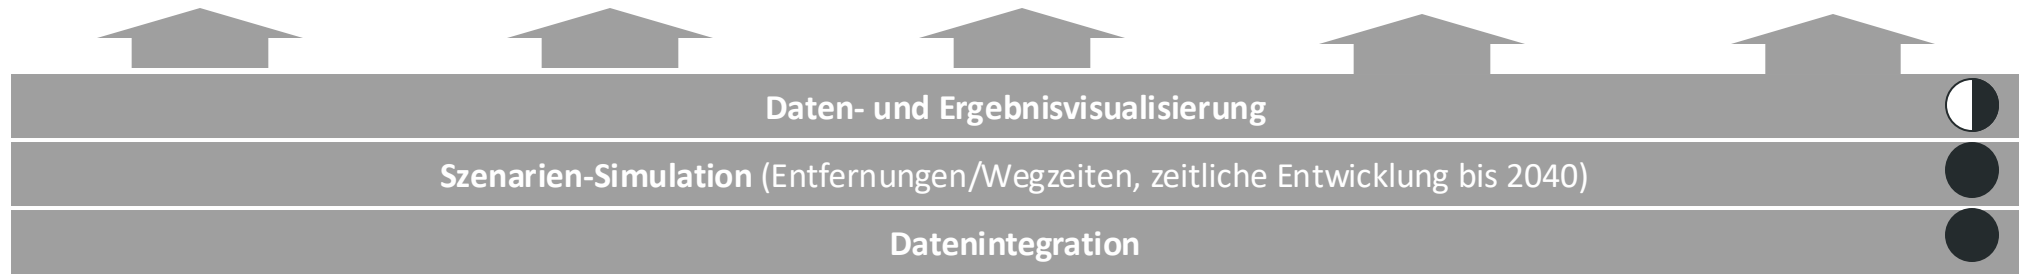 Daten- und Ergebnisvisualisierung
Szenarien-Simulation (Entfernungen/Wegzeiten, zeitliche Entwicklung bis 2040)
Datenintegration